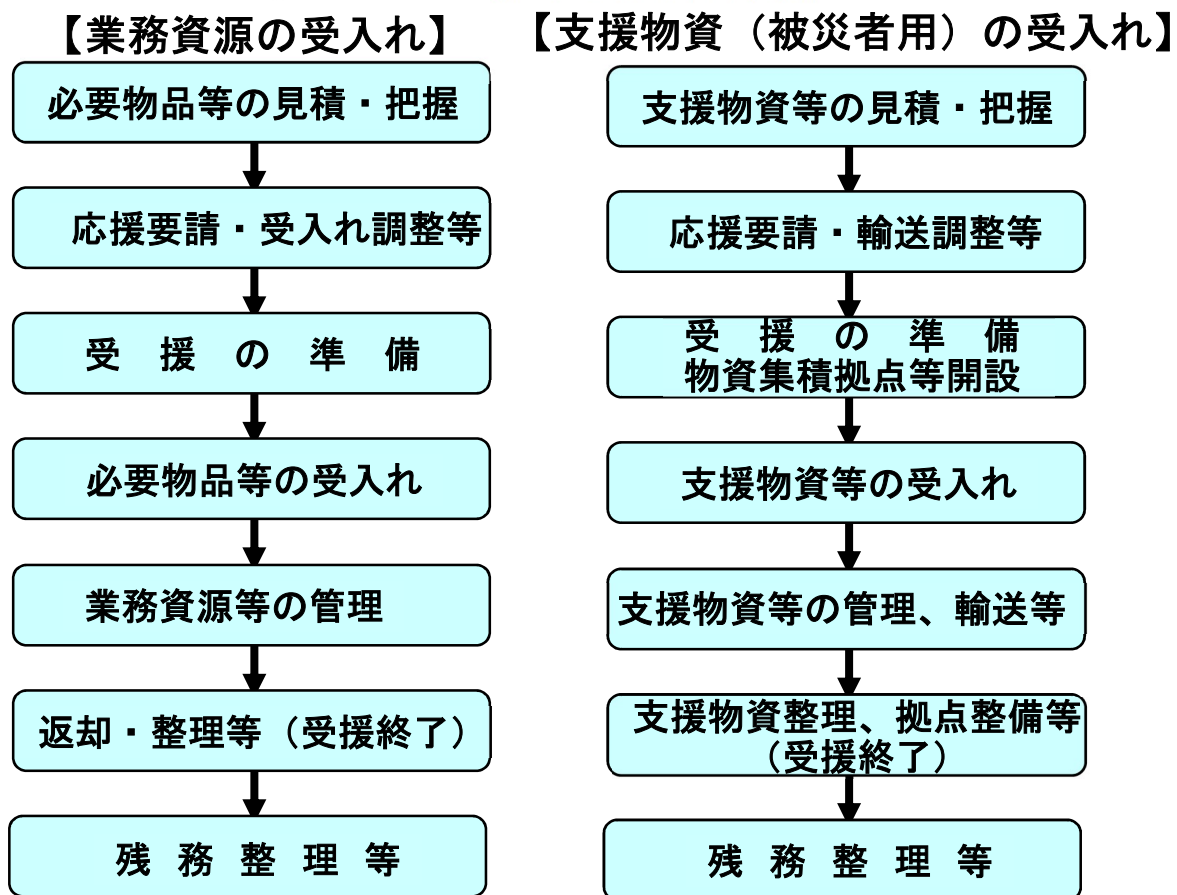 【業務資源の受入れ】
必要物品等の見積・把握
応援要請・受入れ調整等
受　援　の　準　備
必要物品等の受入れ
業務資源等の管理
返却・整理等（受援終了）
残　務　整　理　等
【支援物資（被災者用）の受入れ】
支援物資等の見積・把握
応援要請・輸送調整等
受　援　の　準　備
物資集積拠点等開設
支援物資等の受入れ
支援物資等の管理、輸送等
支援物資整理、拠点整備等
（受援終了）
残　務　整　理　等